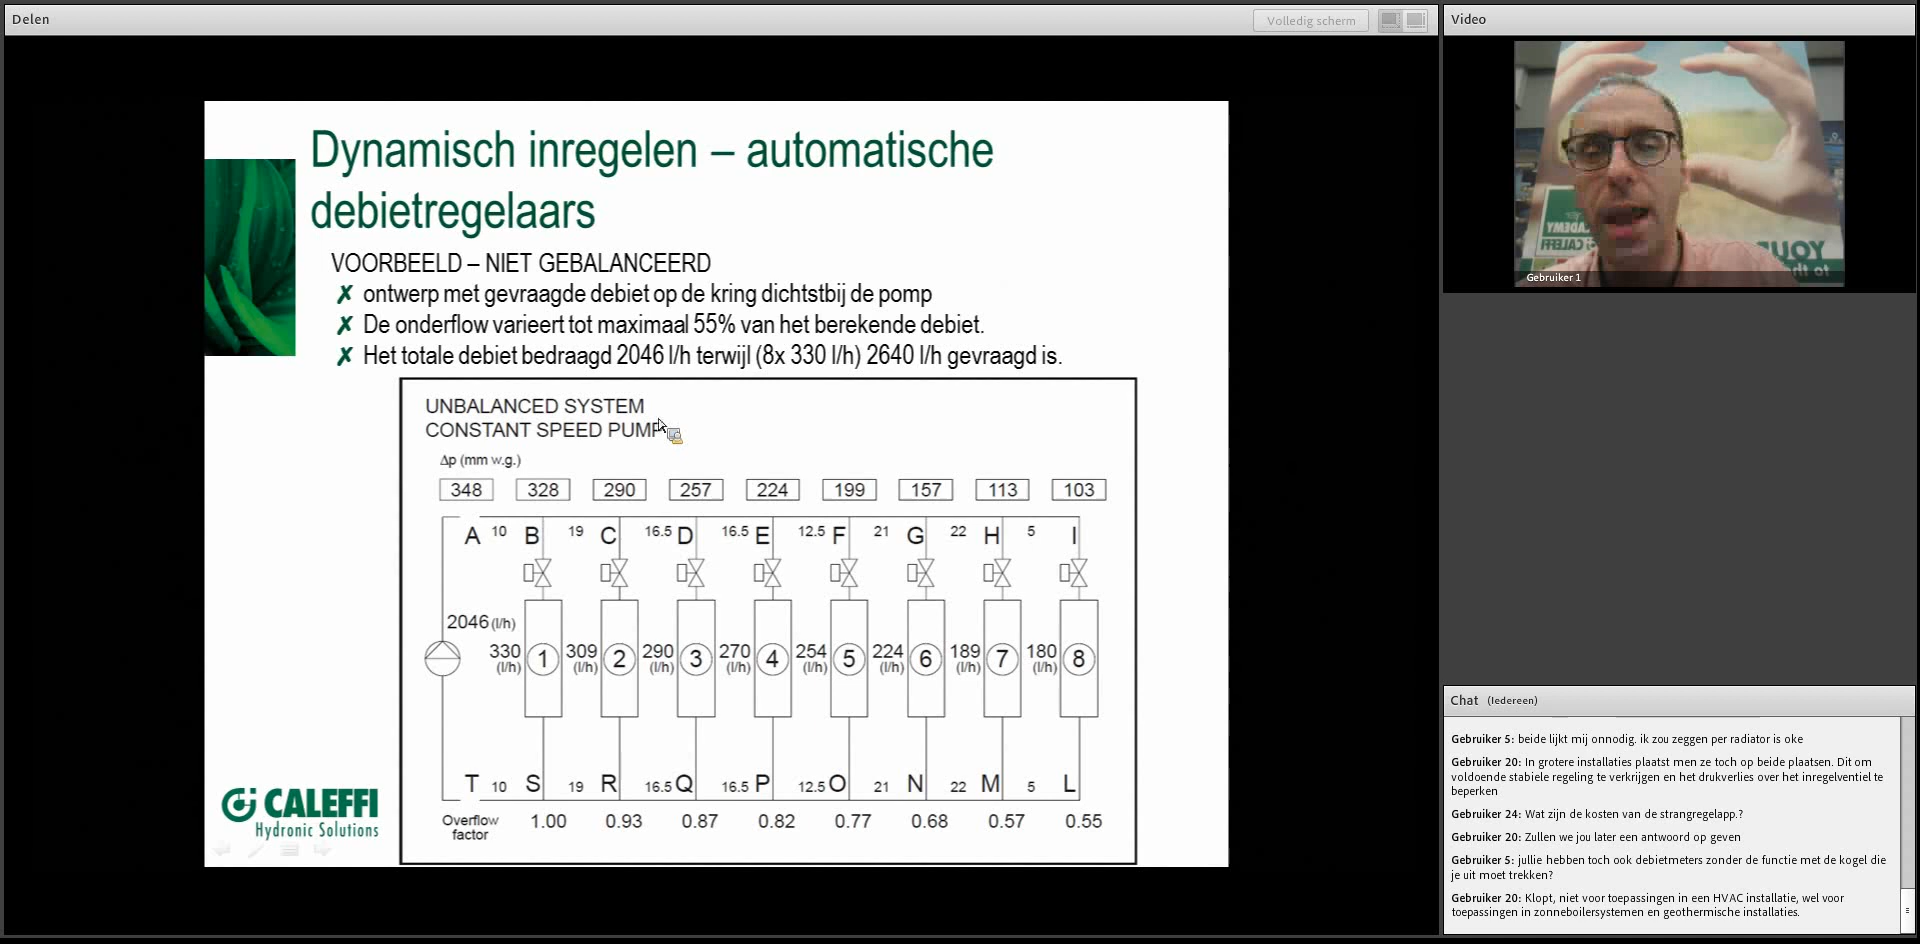 Delen
Volledig scherm
Video
Dynamisch inregelen – automatische
debietregelaars
VOORBEELD – NIET GEBALANCEERD
✗ ontwerp met gevraagde debiet op de kring dichtstbij de pomp
✗ De onderflow varieert tot maximaal 55% van het berekende debiet.
✗ Het totale debiet bedraagd 2046 l/h terwijl (8x 330 l/h) 2640 l/h gevraagd is.
UNBALANCED SYSTEM
CONSTANT SPEED PUMP
Δp (mm w.g.)
348 328 290 257 224 199 157 113 103
A 10 B 19 C 16.5 D 16.5 E 12.5 F 21 G 22 H 5 I
2046 (l/h)
330 (l/h) 1 309 (l/h) 2 290 (l/h) 3 270 (l/h) 4 254 (l/h) 5 224 (l/h) 6 189 (l/h) 7 180 (l/h) 8
T 10 S 19 R 16.5 Q 16.5 P 12.5 O 21 N 22 M 5 L
Overflow
factor
1.00 0.93 0.87 0.82 0.77 0.68 0.57 0.55
CALEFFI
Hydronic Solutions
CALEFFI
YOUR
to th
Gebruiker 1
Chat (Iedereen)
Gebruiker 5: beide lijkt mij onnodig. ik zou zeggen per radiator is oke
Gebruiker 20: In grotere installaties plaatst men ze toch op beide plaatsen. Dit om
voldoende stabiele regeling te verkrijgen en het drukverlies over het inregelventiel te
beperken
Gebruiker 24: Wat zijn de kosten van de strangregelapp.?
Gebruiker 20: Zullen we jou later een antwoord op geven
Gebruiker 5: jullie hebben toch ook debietmeters zonder de functie met de kogel die
je uit moet trekken?
Gebruiker 20: Klopt, niet voor toepassingen in een HVAC installatie, wel voor
toepassingen in zonneboilersystemen en geothermische installaties.